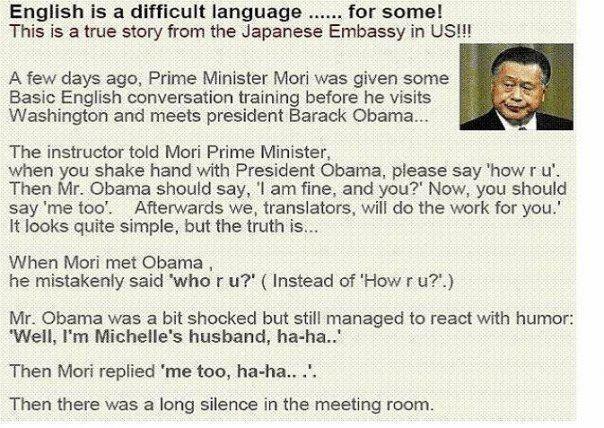 English is a difficult language ...... for some!
This is a true story from the Japanese Embassy in US!!!
A few days ago, Prime Minister Mori was given some
Basic English conversation training before he visits
Washington and meets president Barack Obama...
The instructor told Mori Prime Minister,
when you shake hand with President Obama, please say 'how r u'.
Then Mr. Obama should say, 'I am fine, and you?' Now, you should
say 'me too'. Afterwards we, translators, will do the work for you.'
It looks quite simple, but the truth is...
When Mori met Obama ,
he mistakenly said 'who r u?' ( Instead of 'How r u?'.)
Mr. Obama was a bit shocked but still managed to react with humor:
'Well, I'm Michelle's husband, ha-ha..'
Then Mori replied 'me too, ha-ha.. .'.
Then there was a long silence in the meeting room.